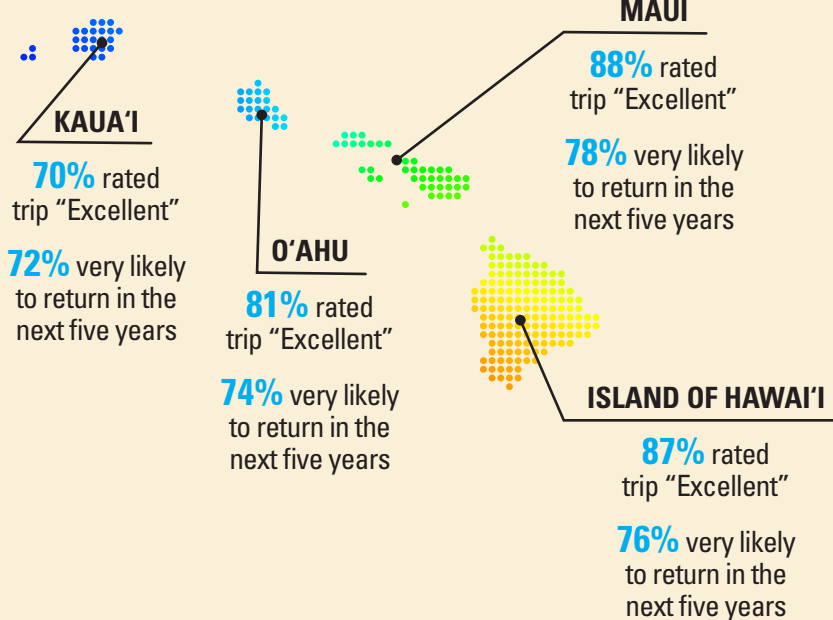 MAUI
88% rated
trip “Excellent”
78% very likely
to return in the
next five years
KAUA‘I
70% rated
trip “Excellent”
72% very likely
to return in the
next five years
O‘AHU
81% rated
trip “Excellent”
74% very likely
to return in the
next five years
ISLAND OF HAWAI‘I
87% rated
trip “Excellent”
76% very likely
to return in the
next five years